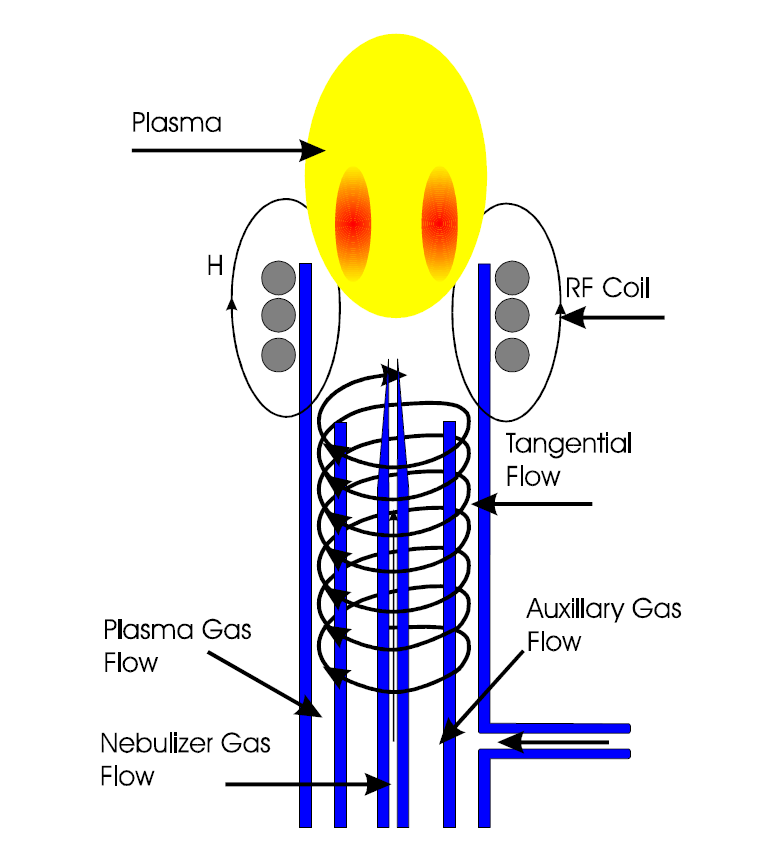 Plasma
H
RF Coil
Tangential
Flow
Auxillary Gas
Flow
Plasma Gas
Flow
Nebulizer Gas
Flow